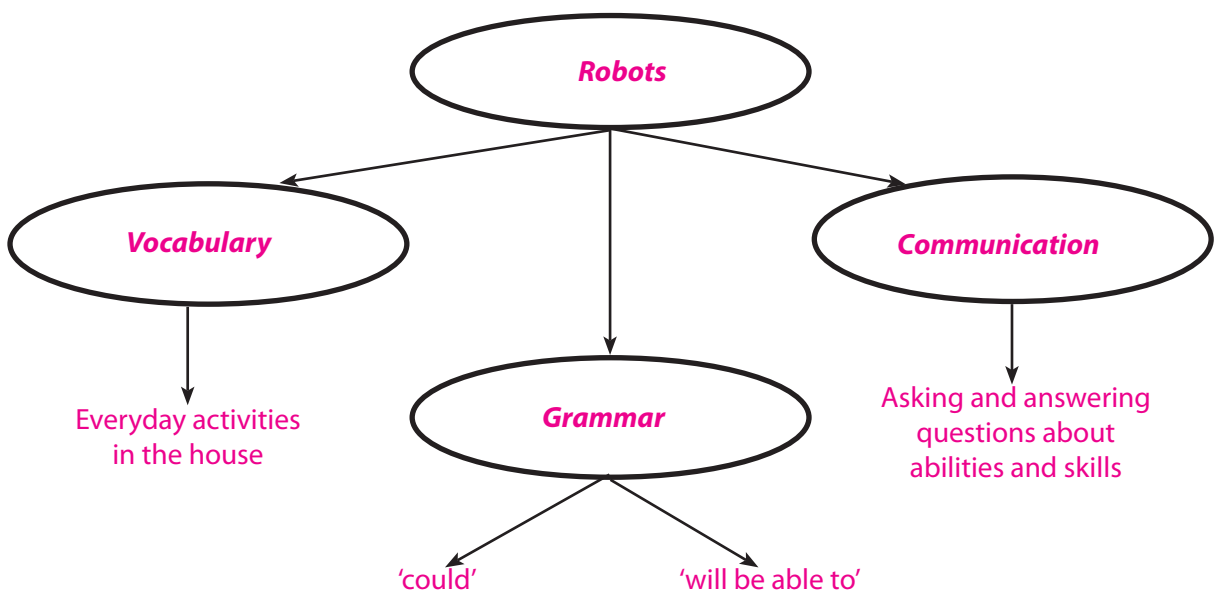 Robots
Vocabulary
Communication
Everyday activities
in the house
Grammar
Asking and answering
questions about
abilities and skills
‘could’
‘will be able to’